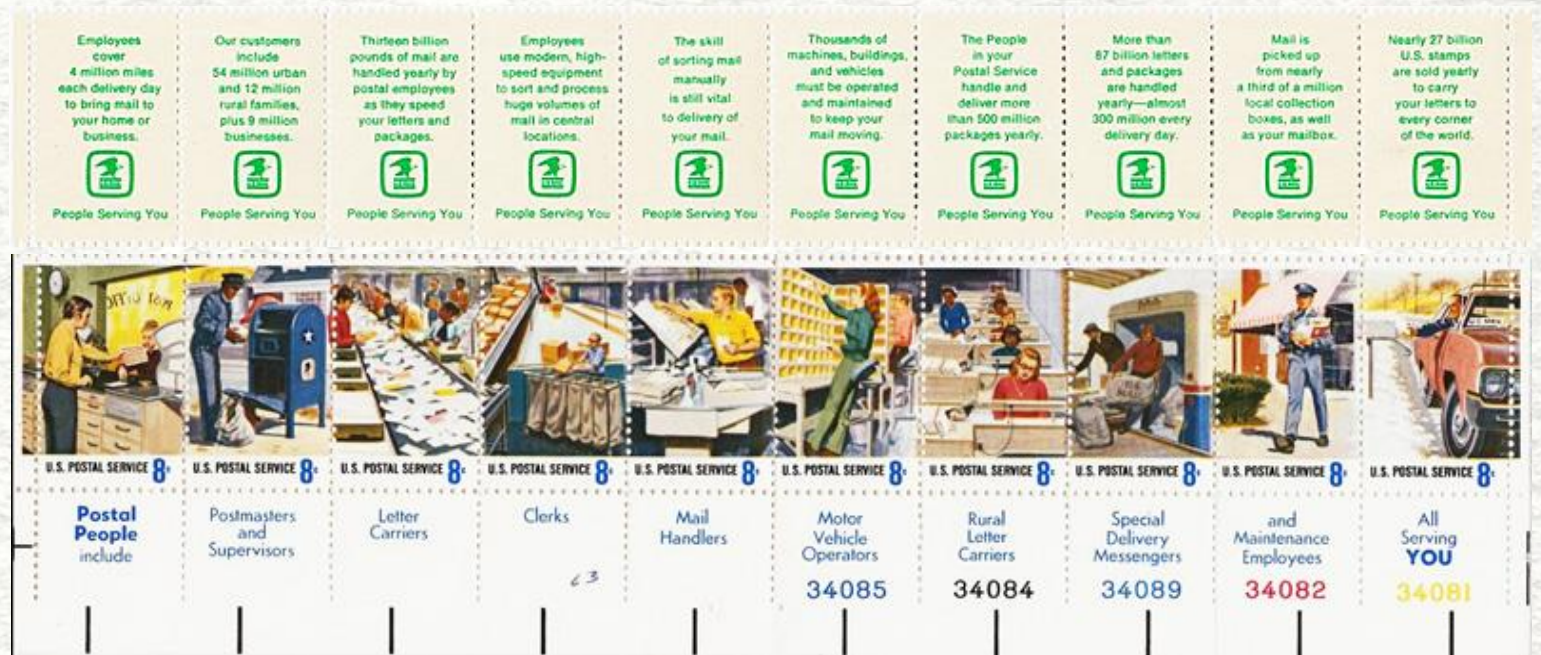 Employees
cover
4 million miles
each delivery day
to bring mail to
your home or
business.
People Serving You
Our customers
include
54 million urban
and 12 million
rural families,
plus 9 million
businesses.
People Serving You
Thirteen billion
pounds of mail are
handled yearly by
postal employees
as they speed
your letters and
packages.
People Serving You
Employees
use modern, high-
speed equipment
to sort and process
huge volumes of
mail in central
locations.
People Serving You
The skill
of sorting mail
manually
is still vital
to delivery of
your mail.
People Serving You
Thousands of
machines, buildings,
and vehicles
must be operated
and maintained
to keep your
mail moving.
People Serving You
The People
in your
Postal Service
handle and
deliver more
than 500 million
packages yearly.
People Serving You
More than
87 billion letters
and packages
are handled
yearly—almost
300 million every
delivery day.
People Serving You
Mail is
picked up
from nearly
a third of a million
local collection
boxes, as well
as your mailbox.
People Serving You
Nearly 27 billion
U.S. stamps
are sold yearly
to carry
your letters to
every corner
of the world.
People Serving You
U.S. POSTAL SERVICE 8c
U.S. POSTAL SERVICE 8c
U.S. POSTAL SERVICE 8c
U.S. POSTAL SERVICE 8c
U.S. POSTAL SERVICE 8c
U.S. POSTAL SERVICE 8c
U.S. POSTAL SERVICE 8c
U.S. POSTAL SERVICE 8c
U.S. POSTAL SERVICE 8c
U.S. POSTAL SERVICE 8c
Postal
People
include
Postmasters
and
Supervisors
Letter
Carriers
Clerks
63
Mail
Handlers
Motor
Vehicle
Operators
34085
Rural
Letter
Carriers
34084
Special
Delivery
Messengers
34089
and
Maintenance
Employees
34082
All
Serving
YOU
34081